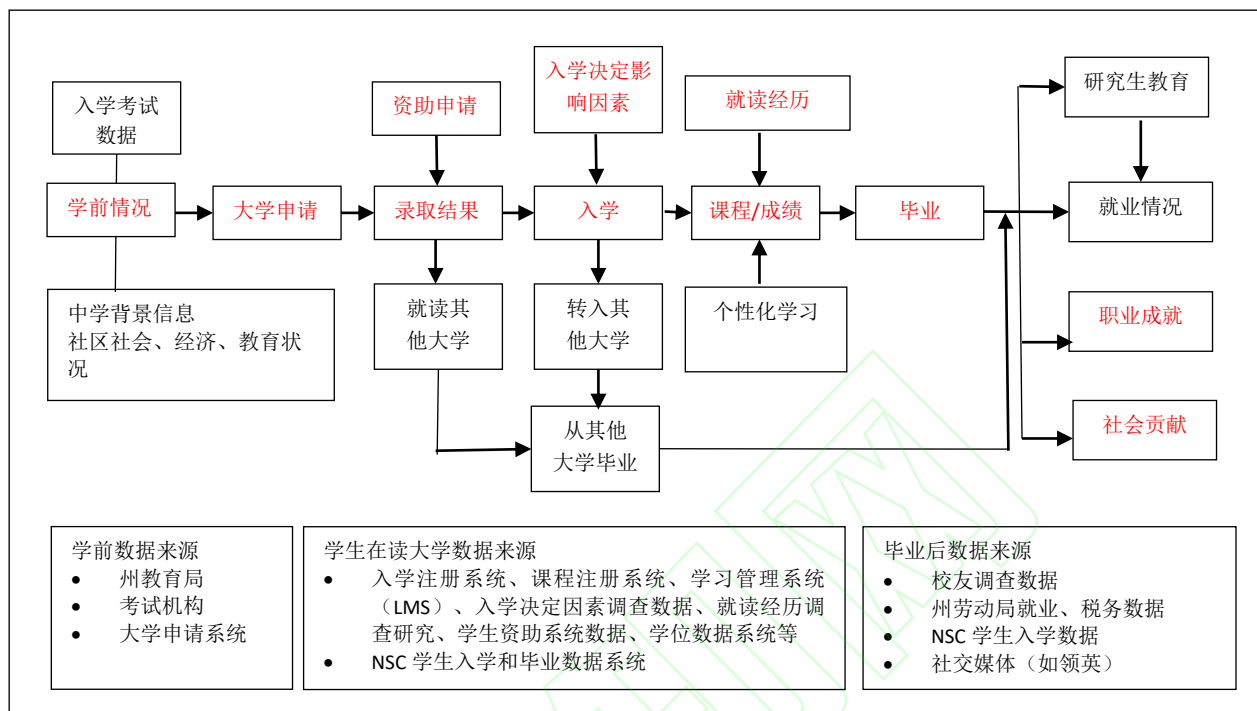 入学考试
数据
资助申请
入学决定影
响因素
就读经历
研究生教育
学前情况
大学申请
录取结果
入学
课程/成绩
毕业
就业情况
中学背景信息
社区社会、经济、教育状
况
就读其
他大学
转入其
他大学
个性化学习
职业成就
从其他
大学毕业
社会贡献
学前数据来源
• 州教育局
• 考试机构
• 大学申请系统
学生在读大学数据来源
• 入学注册系统、课程注册系统、学习管理系统
（LMS）、入学决定因素调查数据、就读经历调
查研究、学生资助系统数据、学位数据系统等
• NSC 学生入学和毕业数据系统
毕业后数据来源
• 校友调查数据
• 州劳动局就业、税务数据
• NSC 学生入学数据
• 社交媒体（如领英）